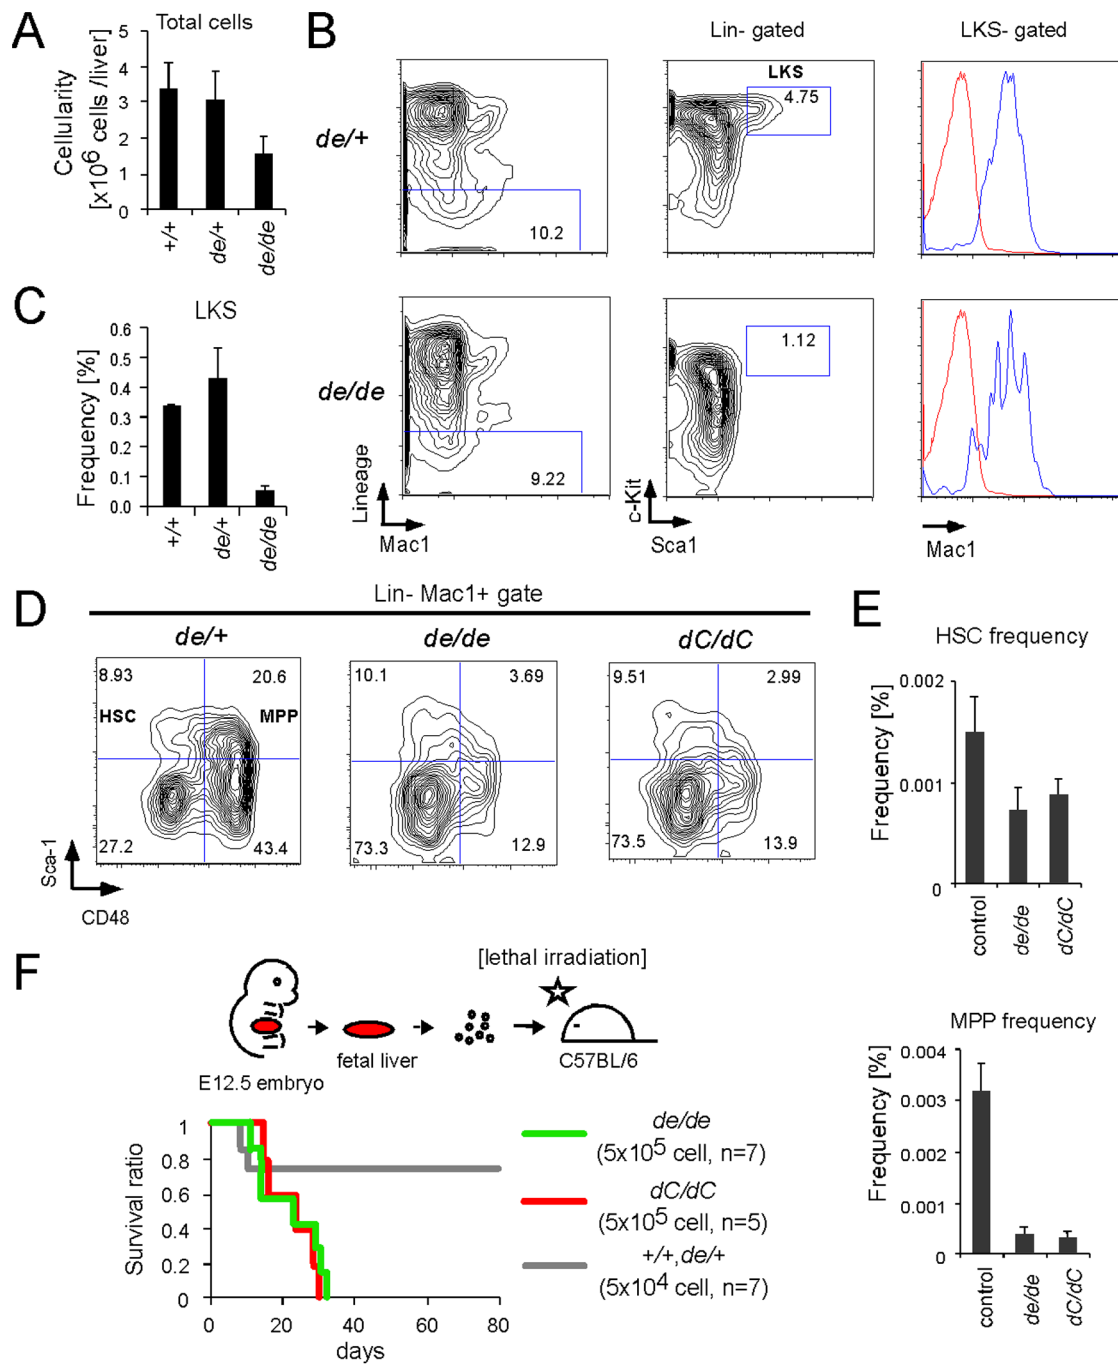 A
Total cells
Cellularity
[x10^6 cells /liver]
5
4
3
2
1
0
+/+
de/+
de/de
B
Lin- gated
LKS- gated
de/+
10.2
LKS
4.75
de/de
9.22
1.12
Lineage
Mac1
c-Kit
Sca1
Mac1
C
LKS
Frequency [%]
0.6
0.5
0.4
0.3
0.2
0.1
0.0
+/+
de/+
de/de
D
Lin- Mac1+ gate
de/+
de/de
dC/dC
8.93
20.6
HSC
MPP
27.2
43.4
10.1
3.69
73.3
12.9
9.51
2.99
73.5
13.9
Sca-1
CD48
E
HSC frequency
Frequency [%]
0.002
0.001
0
control
de/de
dC/dC
MPP frequency
Frequency [%]
0.004
0.003
0.002
0.001
0
control
de/de
dC/dC
F
[lethal irradiation]
E12.5 embryo
fetal liver
C57BL/6
Survival ratio
1
0.8
0.6
0.4
0.2
0
0
20
40
60
80
days
de/de
(5x10^5 cell, n=7)
dC/dC
(5x10^5 cell, n=5)
+/+,de/+
(5x10^4 cell, n=7)